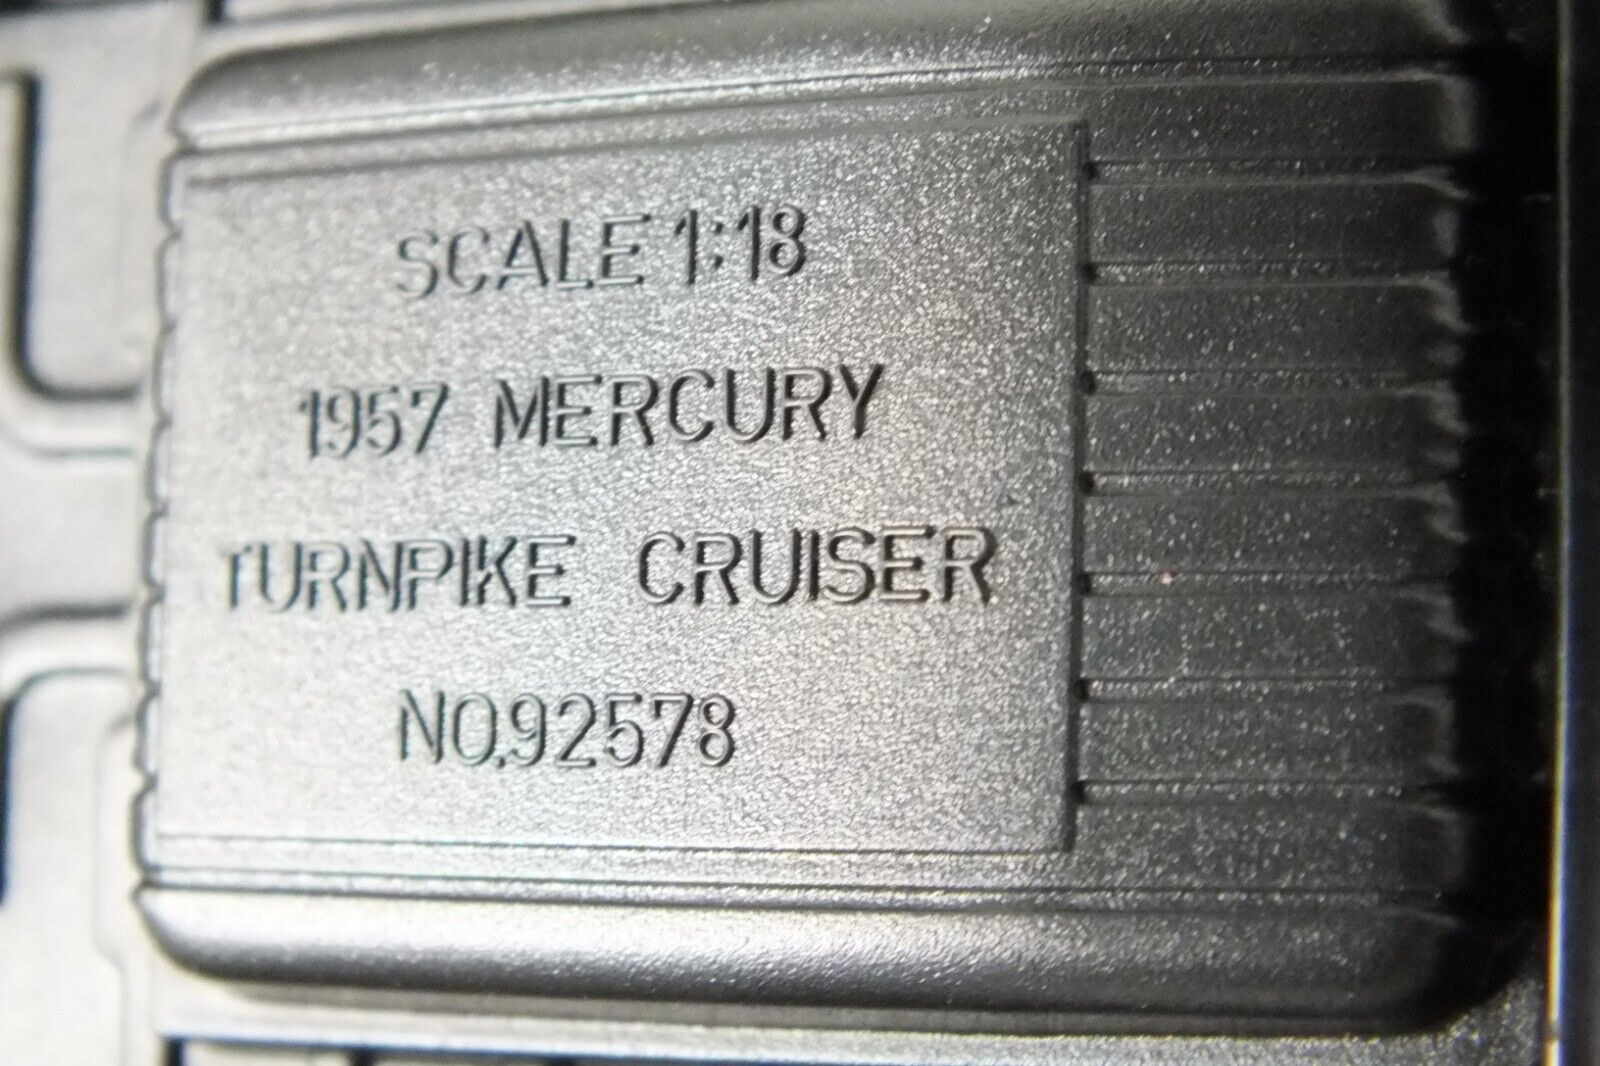 SCALE 1:18
1957 MERCURY
TURNPIKE CRUISER
NO.92578